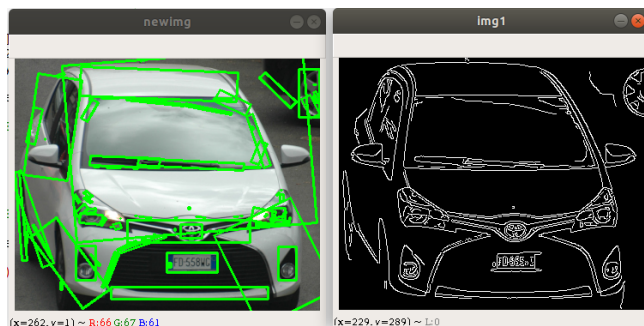 newimg
img1
(x=262, y=1) ~ R:66 G:67 B:61
(x=229, y=289) ~ L:0